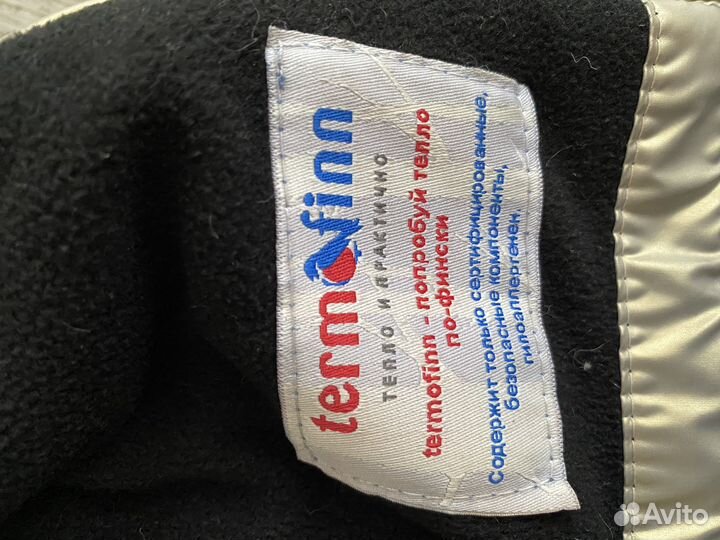 termofinn
ТЕПЛО И ПРАКТИЧНО
termofinn - попробуй тепло
по-фински
Содержит только сертифицированные,
безопасные компоненты,
гипоаллергенен.
Avito